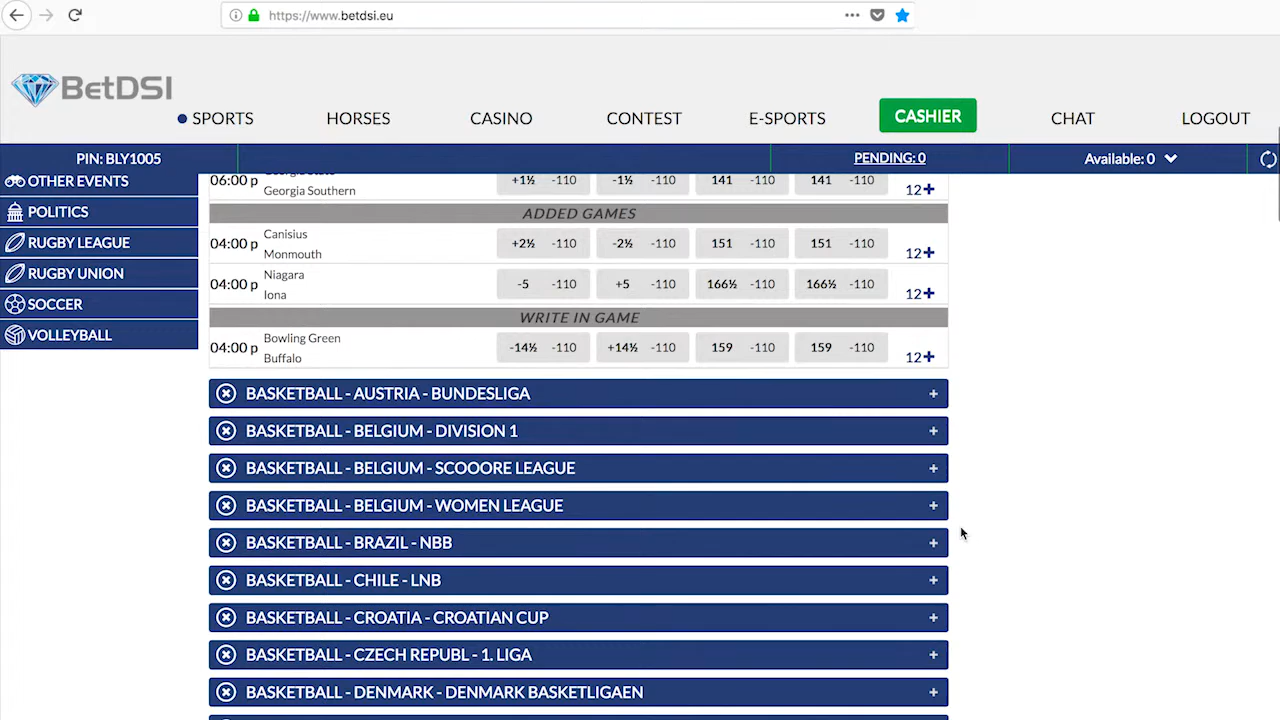 https://www.betdsi.eu
BetDSI
SPORTS HORSES CASINO CONTEST E-SPORTS CASHIER CHAT LOGOUT
PIN: BLY1005 PENDING: 0 Available: 0
OTHER EVENTS
POLITICS
RUGBY LEAGUE
RUGBY UNION
SOCCER
VOLLEYBALL
06:00 p +1½ -110 -1½ -110 141 -110 141 -110 12+
Georgia Southern
ADDED GAMES
Canisius
04:00 p +2½ -110 -2½ -110 151 -110 151 -110 12+
Monmouth
Niagara
04:00 p -5 -110 +5 -110 166½ -110 166½ -110 12+
Iona
WRITE IN GAME
Bowling Green
04:00 p -14½ -110 +14½ -110 159 -110 159 -110 12+
Buffalo
BASKETBALL - AUSTRIA - BUNDESLIGA +
BASKETBALL - BELGIUM - DIVISION 1 +
BASKETBALL - BELGIUM - SCOOORE LEAGUE +
BASKETBALL - BELGIUM - WOMEN LEAGUE +
BASKETBALL - BRAZIL - NBB +
BASKETBALL - CHILE - LNB +
BASKETBALL - CROATIA - CROATIAN CUP +
BASKETBALL - CZECH REPUBL - 1. LIGA +
BASKETBALL - DENMARK - DENMARK BASKETLIGAEN +